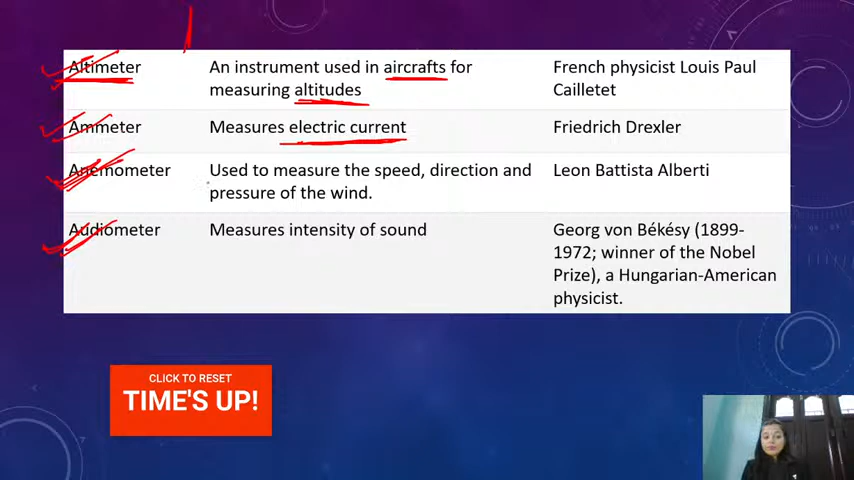 Altimeter
An instrument used in aircrafts for
measuring altitudes
French physicist Louis Paul
Cailletet
Ammeter
Measures electric current
Friedrich Drexler
Anemometer
Used to measure the speed, direction and
pressure of the wind.
Leon Battista Alberti
Audiometer
Measures intensity of sound
Georg von Békésy (1899-
1972; winner of the Nobel
Prize), a Hungarian-American
physicist.
CLICK TO RESET
TIME'S UP!